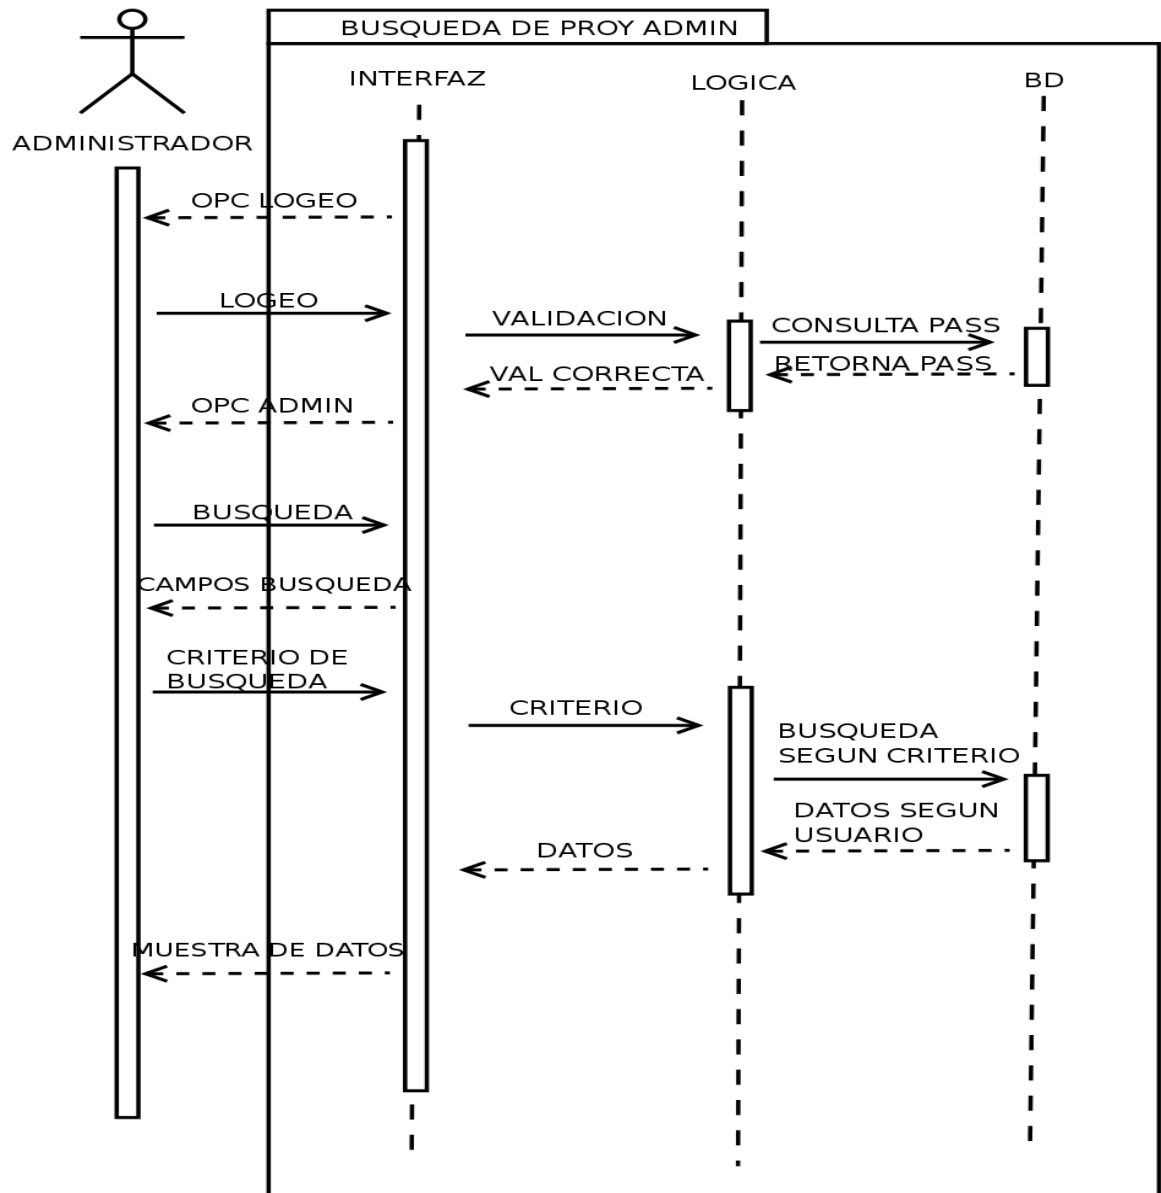 BUSQUEDA DE PROY ADMIN
INTERFAZ
LOGICA
BD
ADMINISTRADOR
OPC LOGEO
LOGEO
VALIDACION
CONSULTA PASS
RETORNA PASS
VAL CORRECTA
OPC ADMIN
BUSQUEDA
CAMPOS BUSQUEDA
CRITERIO DE
BUSQUEDA
CRITERIO
BUSQUEDA
SEGUN CRITERIO
DATOS SEGUN
USUARIO
DATOS
MUESTRA DE DATOS